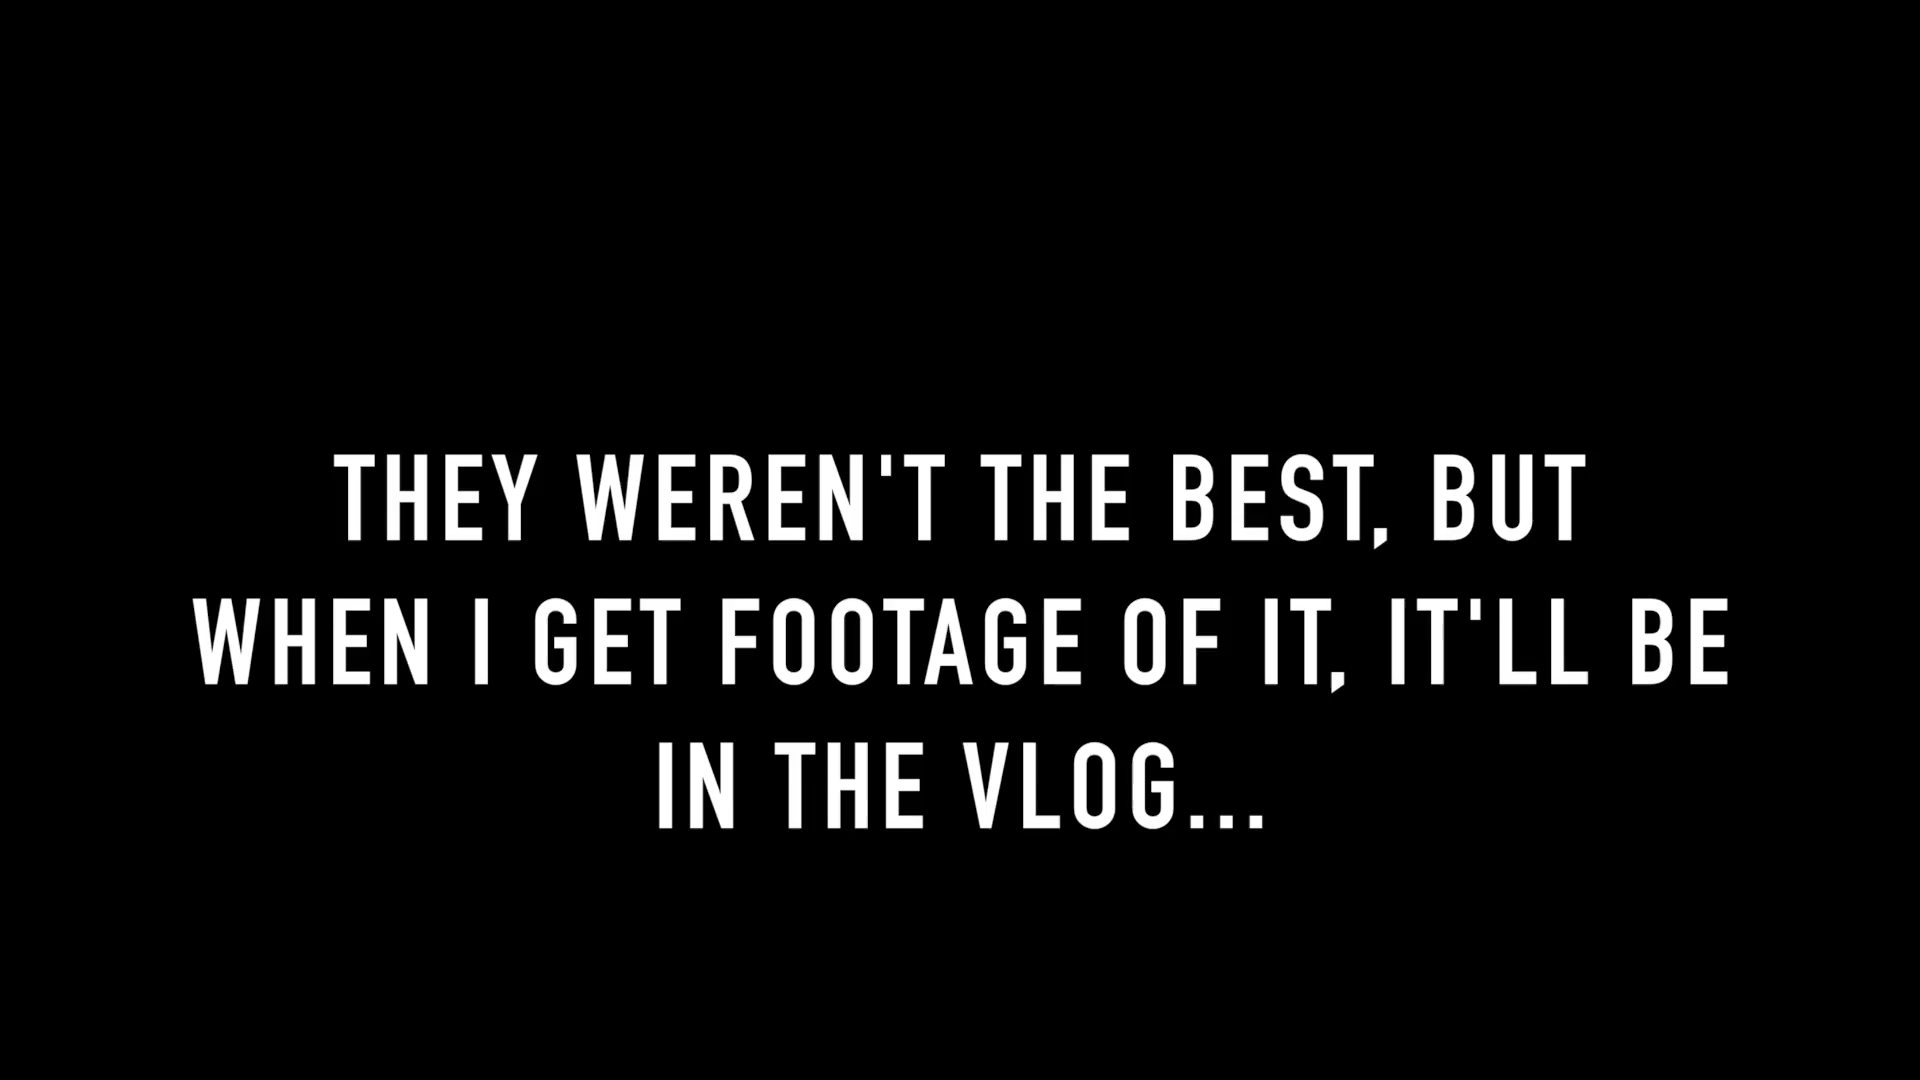 THEY WEREN'T THE BEST, BUT
WHEN I GET FOOTAGE OF IT, IT'LL BE
IN THE VLOG...